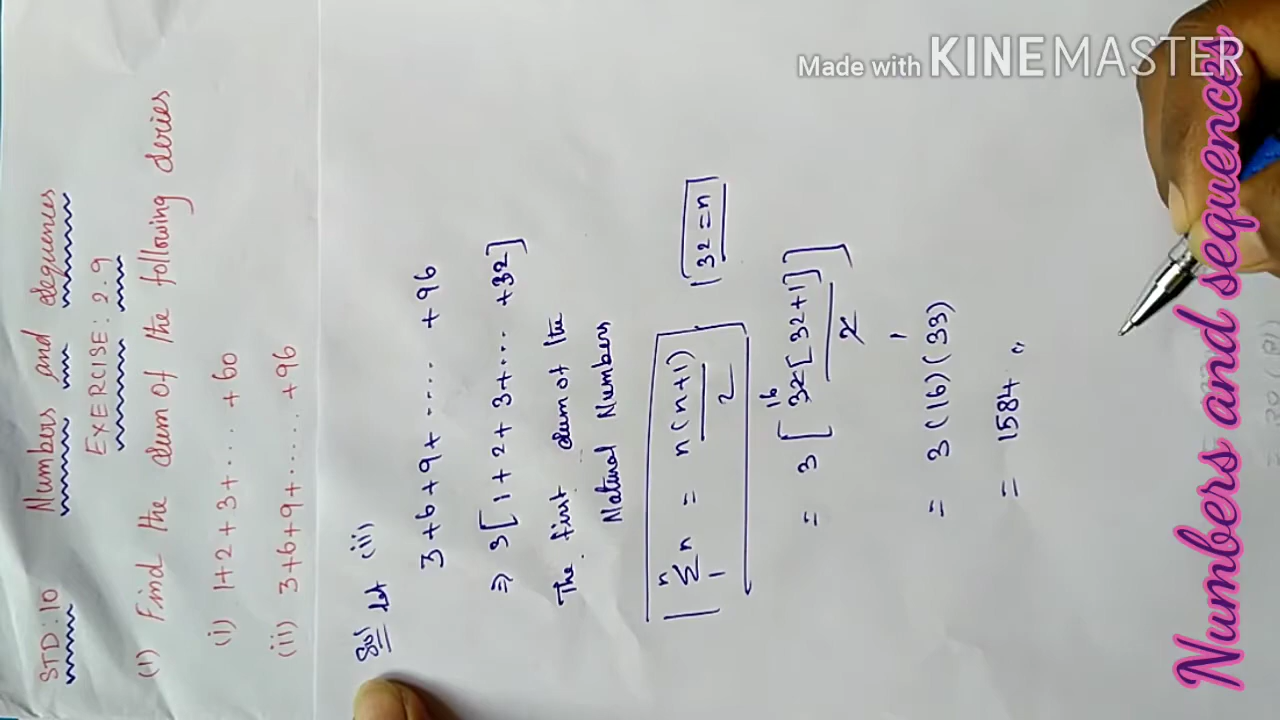 STD: 10 Numbers and sequences
EXERCISE: 2.9
(1) Find the sum of the following series
(i) 1+2+3+... +60
(ii) 3+6+9+..... +96
Sol let (ii)
3+6+9+.... +96
⇒ 3[1+2+3+.... +32]
The first sum of the
Natural Numbers
n∑1 n = n(n+1)/2 32=n
= 3[ 16 32[32+1]/2 ]
= 3(16)(33)
= 1584 //
Made with KINEMASTER
Numbers and sequences